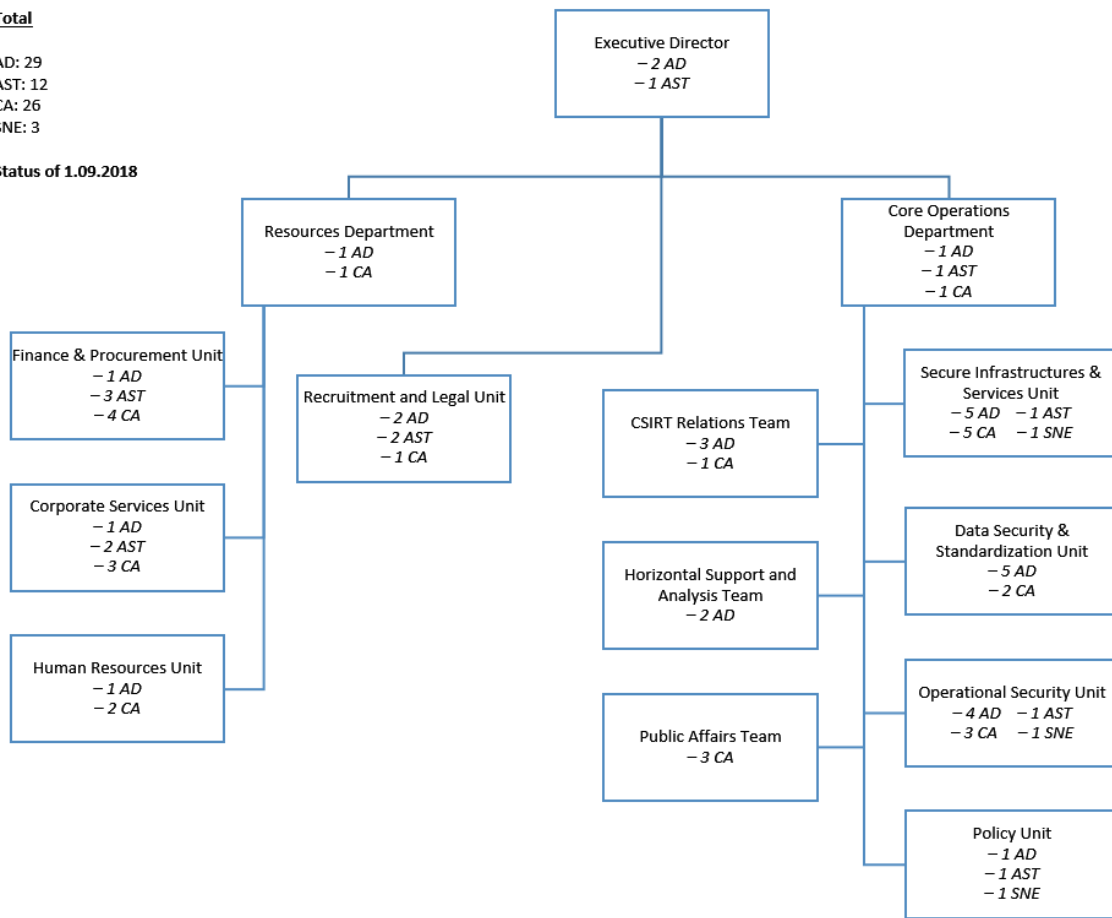 Total
AD: 29
AST: 12
CA: 26
SNE: 3
Status of 1.09.2018
Executive Director
– 2 AD
– 1 AST
Resources Department
– 1 AD
– 1 CA
Core Operations
Department
– 1 AD
– 1 AST
– 1 CA
Finance & Procurement Unit
– 1 AD
– 3 AST
– 4 CA
Recruitment and Legal Unit
– 2 AD
– 2 AST
– 1 CA
CSIRT Relations Team
– 3 AD
– 1 CA
Secure Infrastructures &
Services Unit
– 5 AD – 1 AST
– 5 CA – 1 SNE
Corporate Services Unit
– 1 AD
– 2 AST
– 3 CA
Horizontal Support and
Analysis Team
– 2 AD
Data Security &
Standardization Unit
– 5 AD
– 2 CA
Human Resources Unit
– 1 AD
– 2 CA
Public Affairs Team
– 3 CA
Operational Security Unit
– 4 AD – 1 AST
– 3 CA – 1 SNE
Policy Unit
– 1 AD
– 1 AST
– 1 SNE